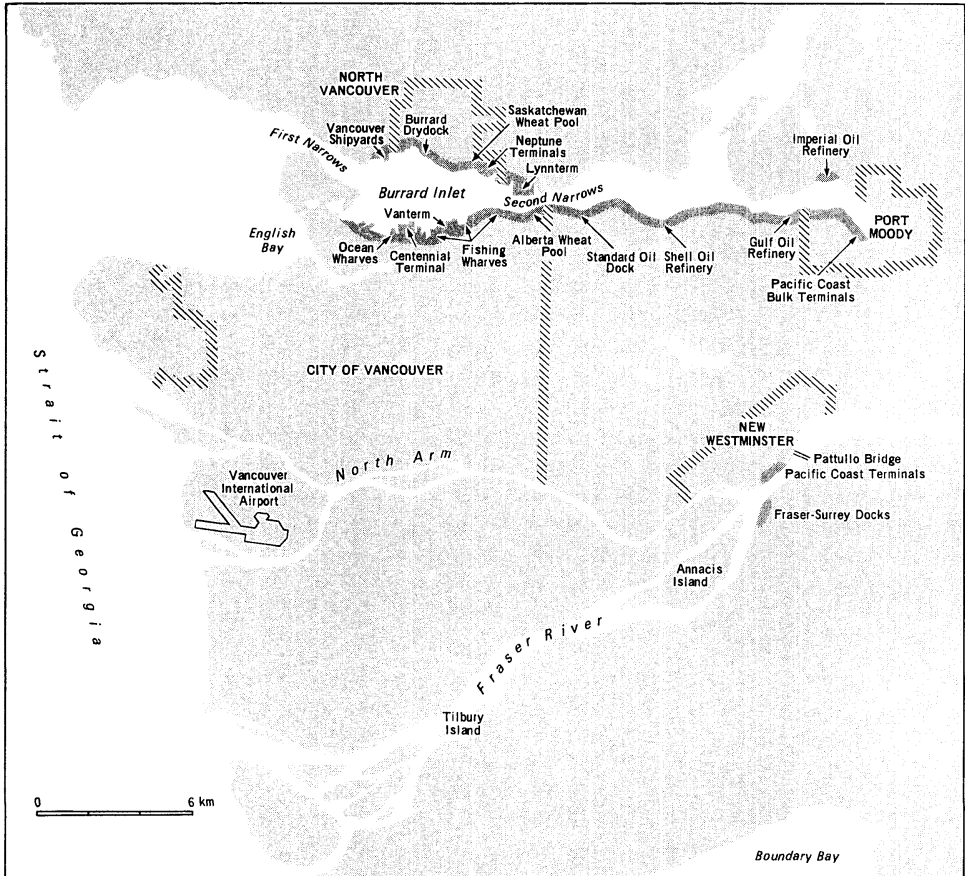 NORTH
VANCOUVER
Saskatchewan
Wheat Pool
Burrard
Drydock
Vancouver
Shipyards
Neptune
Terminals
Imperial Oil
Refinery
First Narrows
Lynnterm
Burrard Inlet
Second Narrows
Vanterm
PORT
MOODY
English
Bay
Ocean
Wharves
Centennial
Terminal
Fishing
Wharves
Alberta Wheat
Pool
Standard Oil
Dock
Shell Oil
Refinery
Gulf Oil
Refinery
Pacific Coast
Bulk Terminals
Strait of Georgia
CITY OF VANCOUVER
NEW
WESTMINSTER
Pattullo Bridge
Pacific Coast Terminals
North Arm
Vancouver
International
Airport
Fraser-Surrey Docks
Annacis
Island
Fraser River
Tilbury
Island
0 6 km
Boundary Bay